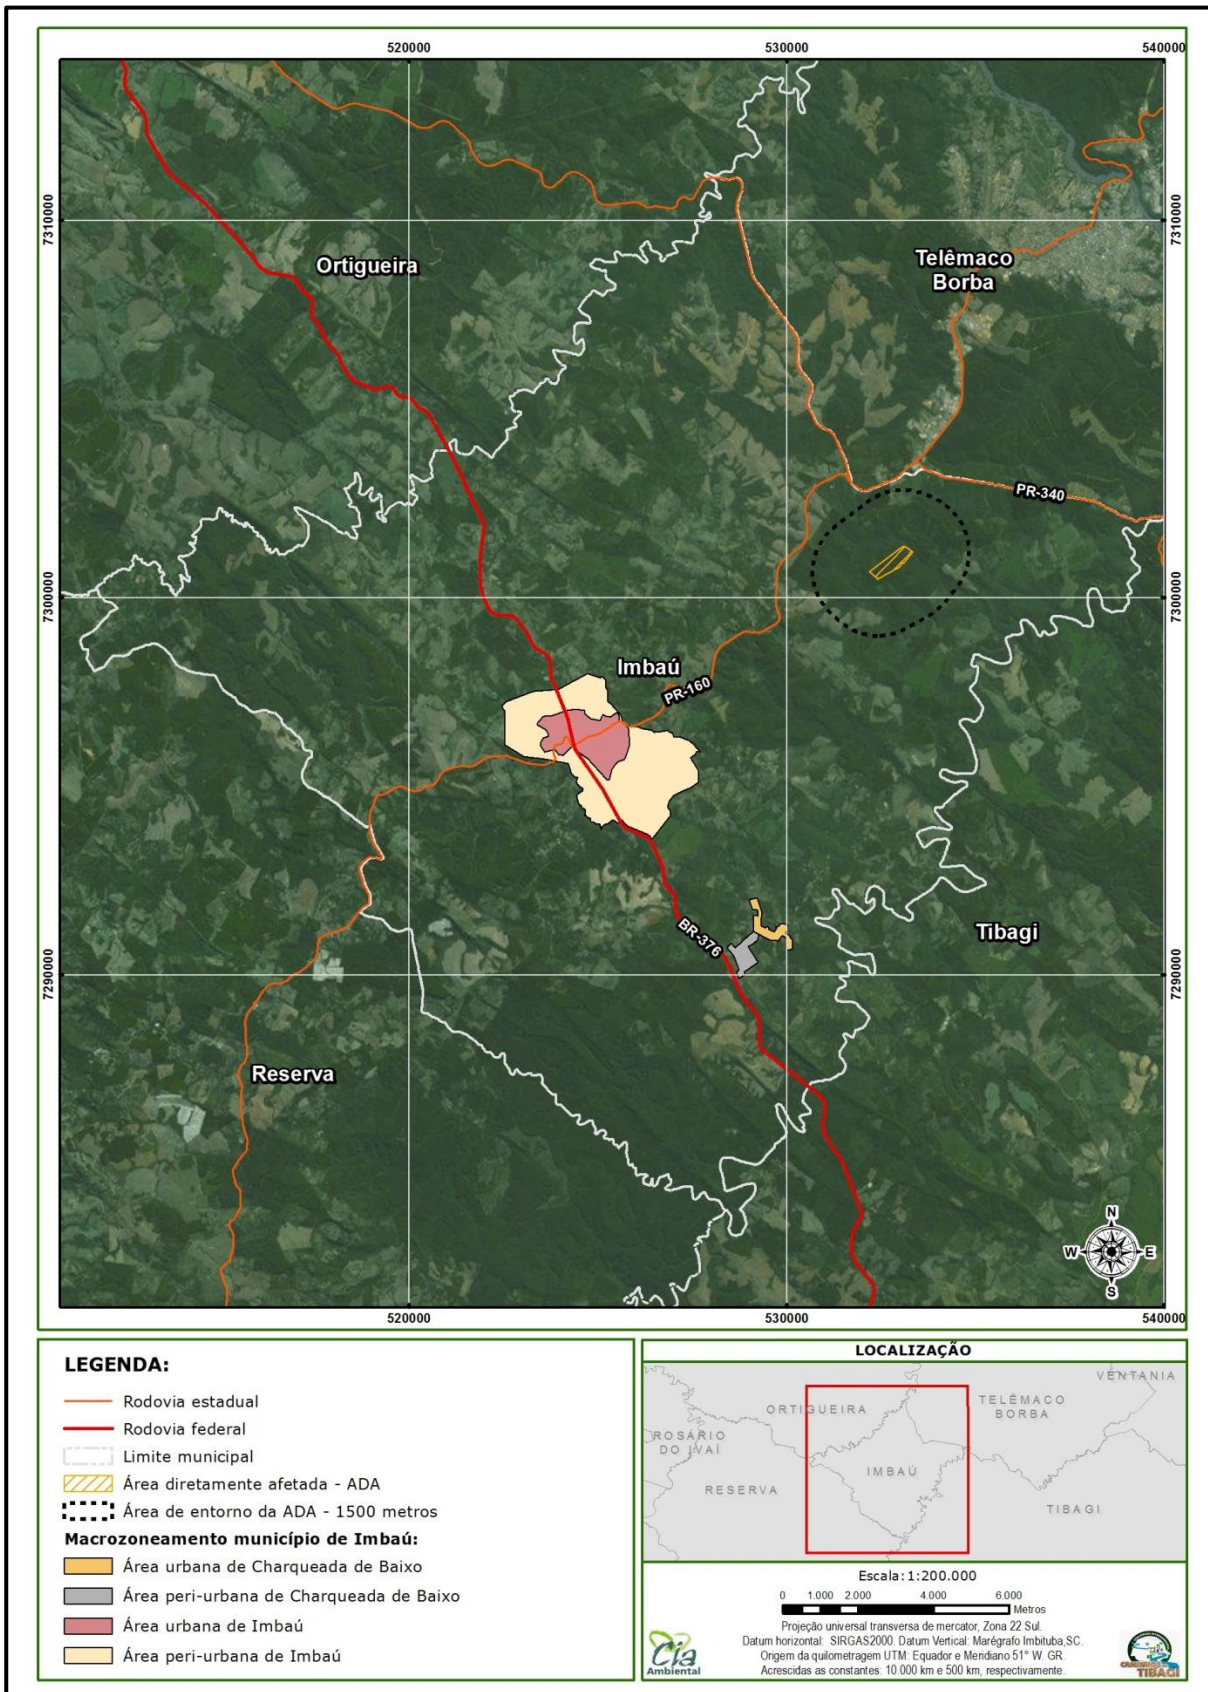 520000
530000
540000
7310000
7310000
Ortigueira
Telêmaco
Borba
PR-340
7300000
7300000
Imbaú
PR-160
BR-376
Tibagi
7290000
7290000
Reserva
N
W
E
S
520000
530000
540000
LEGENDA:
Rodovia estadual
Rodovia federal
Limite municipal
Área diretamente afetada - ADA
Área de entorno da ADA - 1500 metros
Macrozoneamento município de Imbaú:
Área urbana de Charqueada de Baixo
Área peri-urbana de Charqueada de Baixo
Área urbana de Imbaú
Área peri-urbana de Imbaú
LOCALIZAÇÃO
VENTANIA
ORTIGUEIRA
TELÊMACO
BORBA
ROSÁRIO
DO IVAÍ
IMBAÚ
RESERVA
TIBAGI
Escala: 1:200.000
0 1.000 2.000 4.000 6.000
Metros
Projeção universal transversa de mercator, Zona 22 Sul.
Datum horizontal: SIRGAS2000. Datum Vertical: Marégrafo Imbituba,SC.
Origem da quilometragem UTM: Equador e Meridiano 51° W. GR.
Acrescidas as constantes: 10.000 km e 500 km, respectivamente.
Cia
Ambiental
TIBAGI